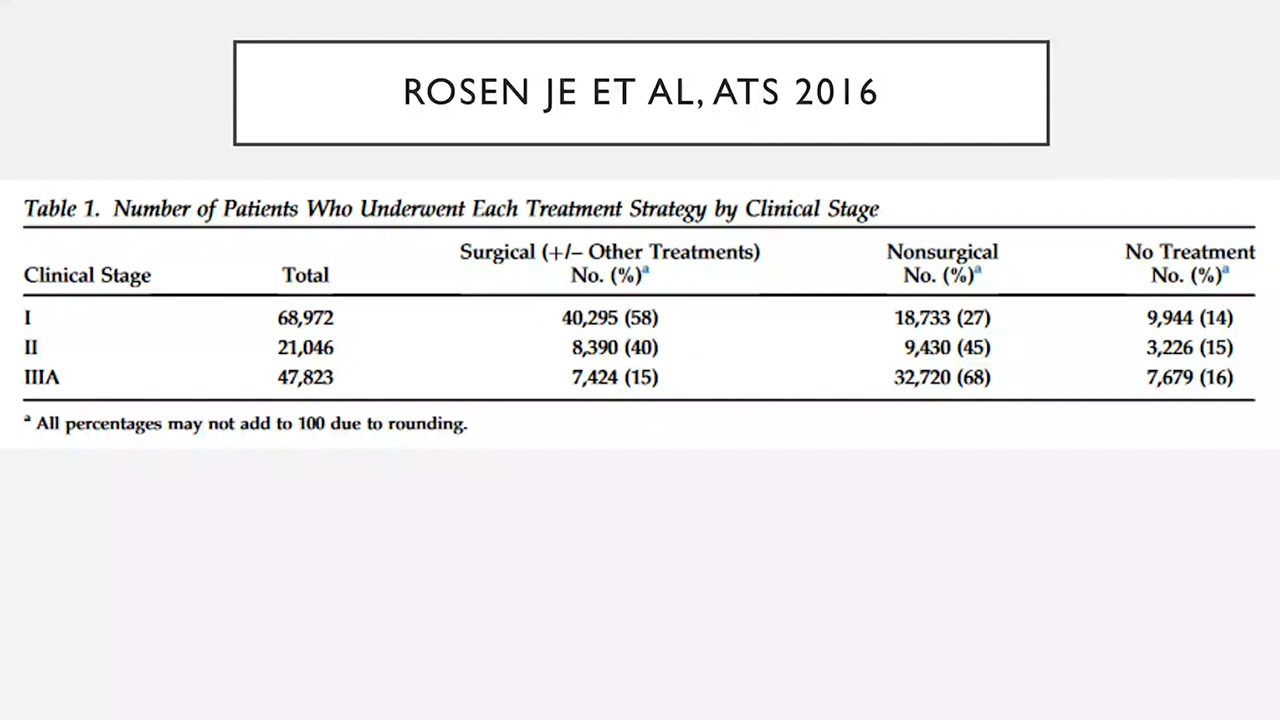 ROSEN JE ET AL, ATS 2016
Table 1. Number of Patients Who Underwent Each Treatment Strategy by Clinical Stage
Surgical (+/– Other Treatments) Nonsurgical No Treatment
Clinical Stage Total No. (%)a No. (%)a No. (%)a
I 68,972 40,295 (58) 18,733 (27) 9,944 (14)
II 21,046 8,390 (40) 9,430 (45) 3,226 (15)
IIIA 47,823 7,424 (15) 32,720 (68) 7,679 (16)
a All percentages may not add to 100 due to rounding.